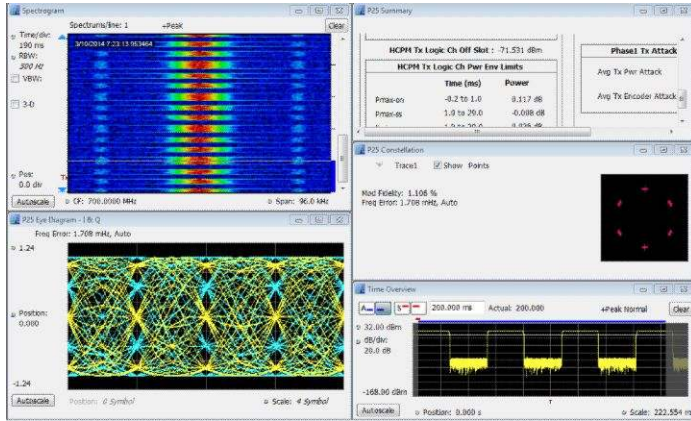 Spectrogram
Spectrums/line: 1
+Peak
Clear
Time/div:
190 ms
RBW:
300 Hz
VBW:
3-D
3/10/2014 7:23:13.963464
Pos:
0.0 div
Autoscale
CF: 700.0000 MHz
Span: 96.0 kHz
P25 Summary
HCPM Tx Logic Ch Off Slot : -71.531 dBm
HCPM Tx Logic Ch Pwr Env Limits
Time (ms) Power
Pmax-on -0.2 to 1.0 0.117 dB
Pmax-ss 1.0 to 29.0 -0.008 dB
Phase1 Tx Attack
Avg Tx Pwr Attack
Avg Tx Encoder Attack
P25 Constellation
Trace1
Show Points
Mod Fidelity: 1.106 %
Freq Error: 1.708 mHz, Auto
P25 Eye Diagram - I & Q
Freq Error: 1.708 mHz, Auto
1.24
Position:
0.000
-1.24
Autoscale
Position: 0 Symbol
Scale: 4 Symbol
Time Overview
200.000 ms
Actual: 200.000
+Peak Normal
Clear
32.00 dBm
dB/div:
20.0 dB
-168.00 dBm
Autoscale
Position: 0.000 s
Scale: 222.554 ms